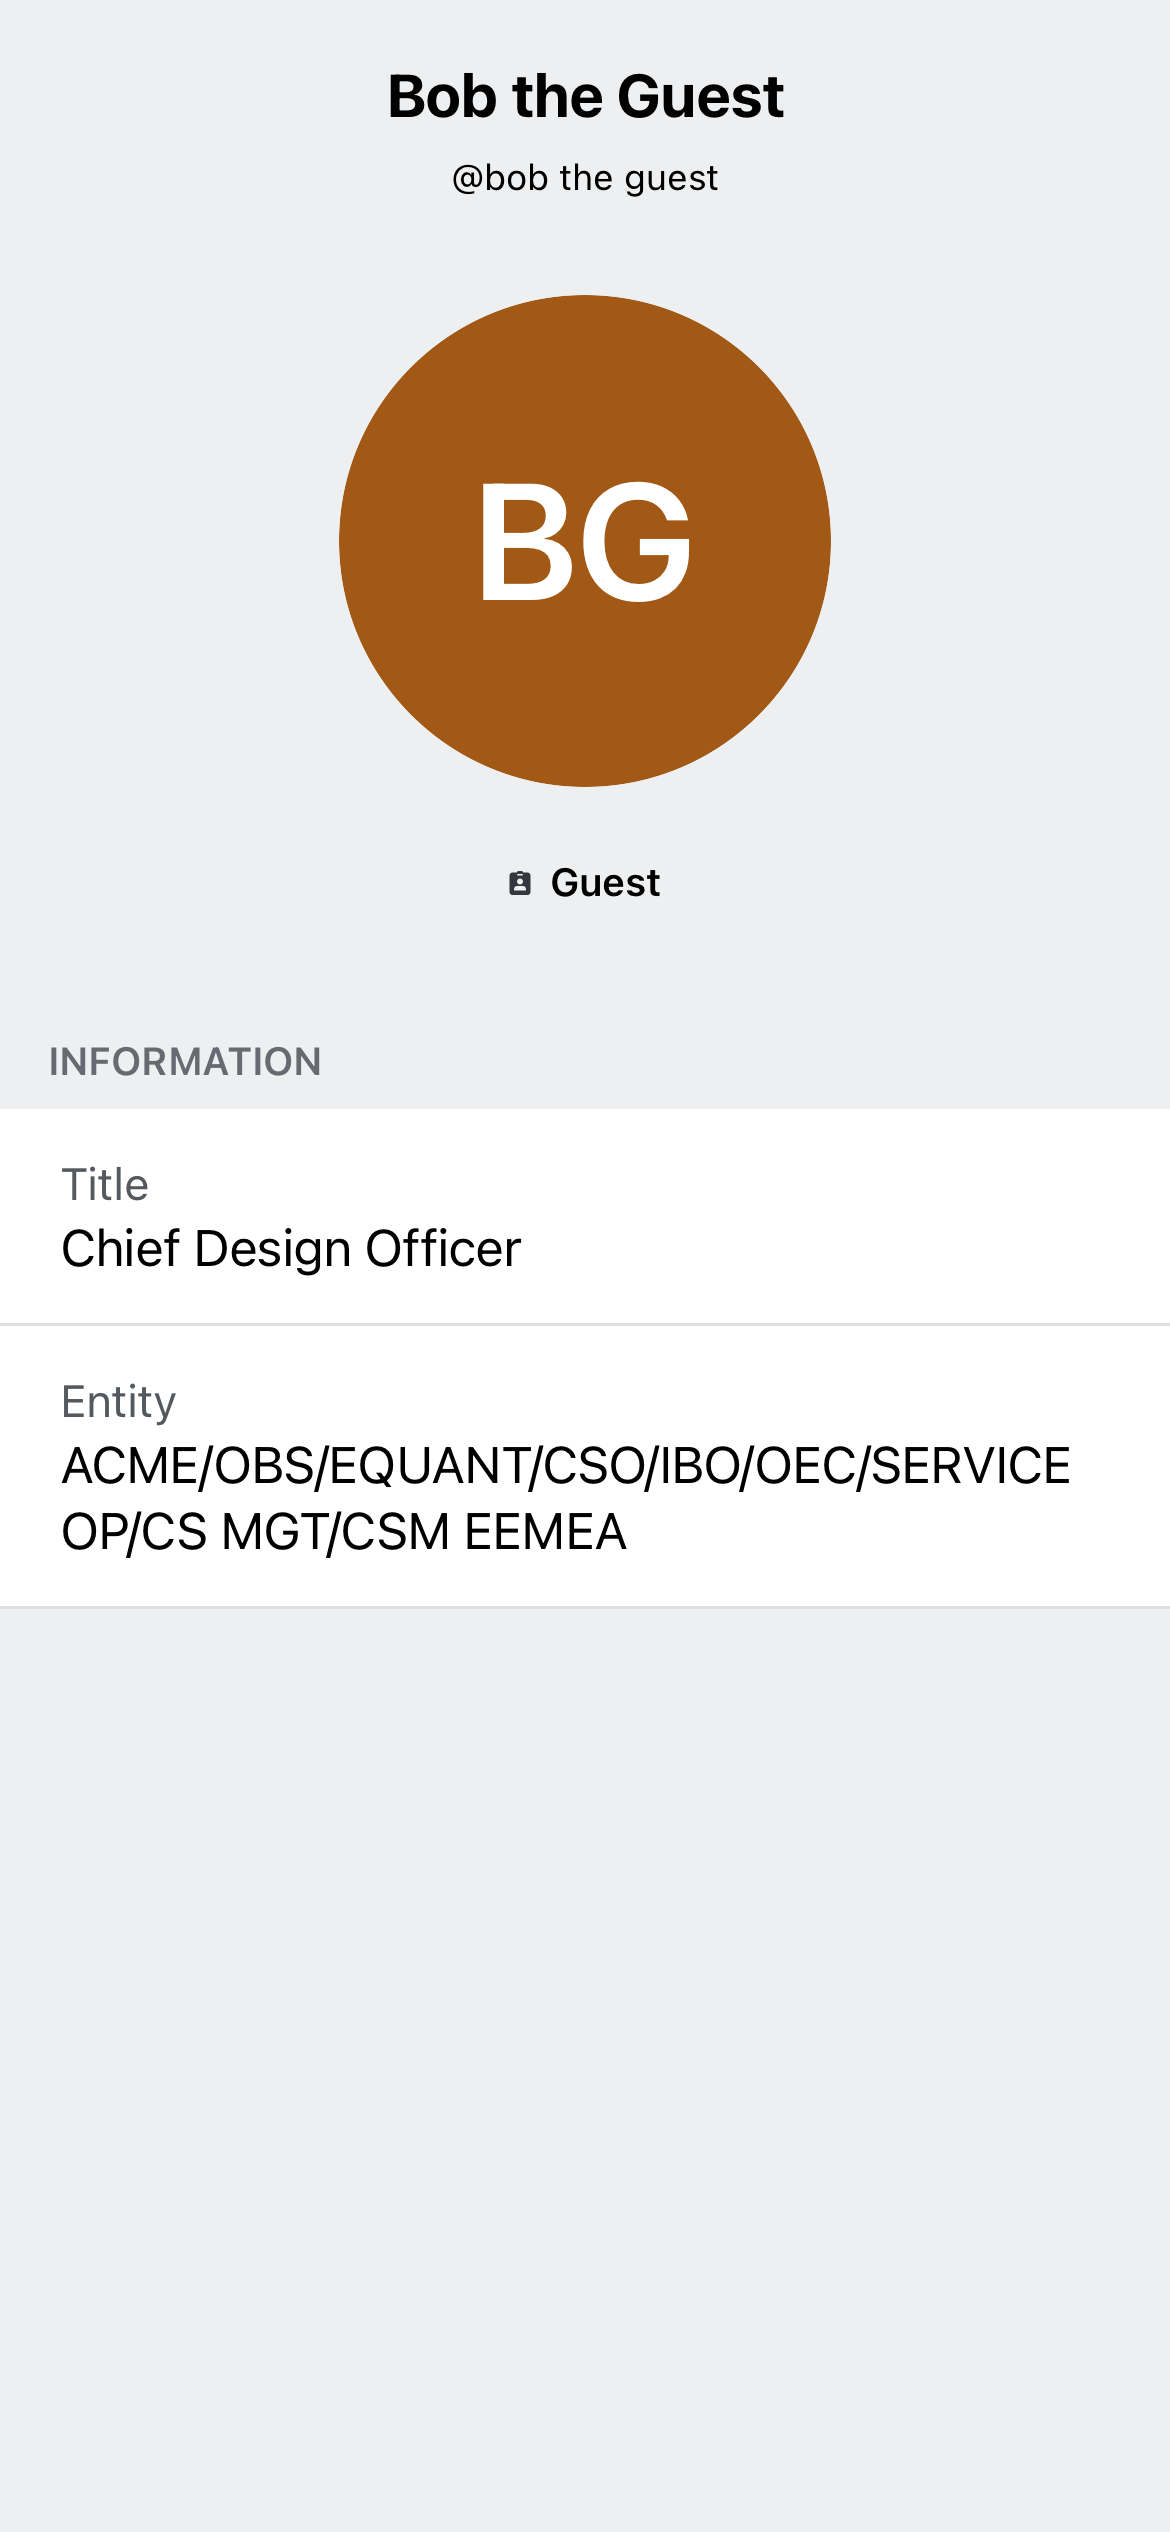 Bob the Guest
@bob the guest
BG
Guest
INFORMATION
Title
Chief Design Officer
Entity
ACME/OBS/EQUANT/CSO/IBO/OEC/SERVICE
OP/CS MGT/CSM EEMEA